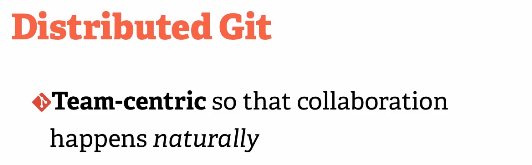 Distributed Git
Team-centric so that collaboration
happens naturally